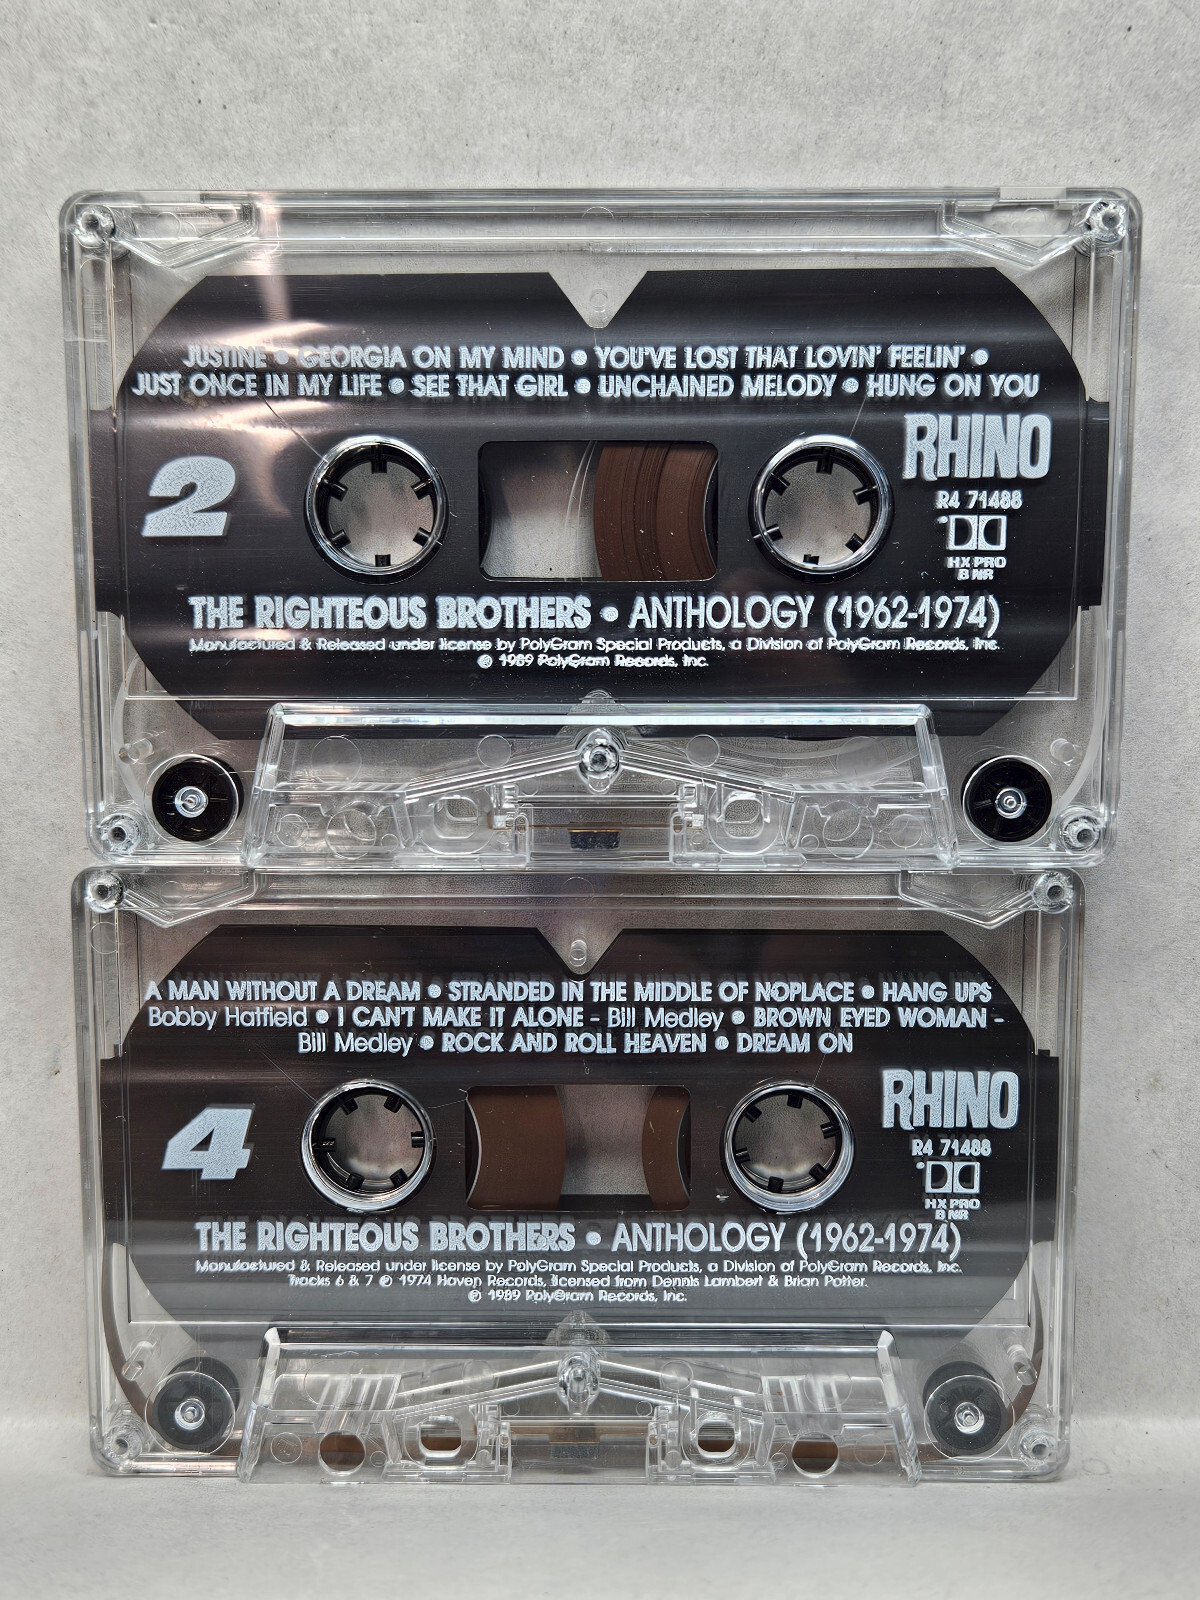 JUSTINE • GEORGIA ON MY MIND • YOU'VE LOST THAT LOVIN' FEELIN' •
JUST ONCE IN MY LIFE • SEE THAT GIRL • UNCHAINED MELODY • HUNG ON YOU
RHINO
2
R4 71488
HX PRO
B NR
THE RIGHTEOUS BROTHERS • ANTHOLOGY (1962-1974)
Manufactured & Released under license by PolyGram Special Products, a Division of PolyGram Records, Inc.
℗ 1989 PolyGram Records, Inc.
A MAN WITHOUT A DREAM • STRANDED IN THE MIDDLE OF NOPLACE • HANG UPS
Bobby Hatfield • I CAN'T MAKE IT ALONE - Bill Medley • BROWN EYED WOMAN -
Bill Medley • ROCK AND ROLL HEAVEN • DREAM ON
RHINO
4
R4 71488
HX PRO
B NR
THE RIGHTEOUS BROTHERS • ANTHOLOGY (1962-1974)
Manufactured & Released under license by PolyGram Special Products, a Division of PolyGram Records, Inc.
Tracks 6 & 7 ℗ 1974 Haven Records, licensed from Dennis Lambert & Brian Potter.
℗ 1989 PolyGram Records, Inc.